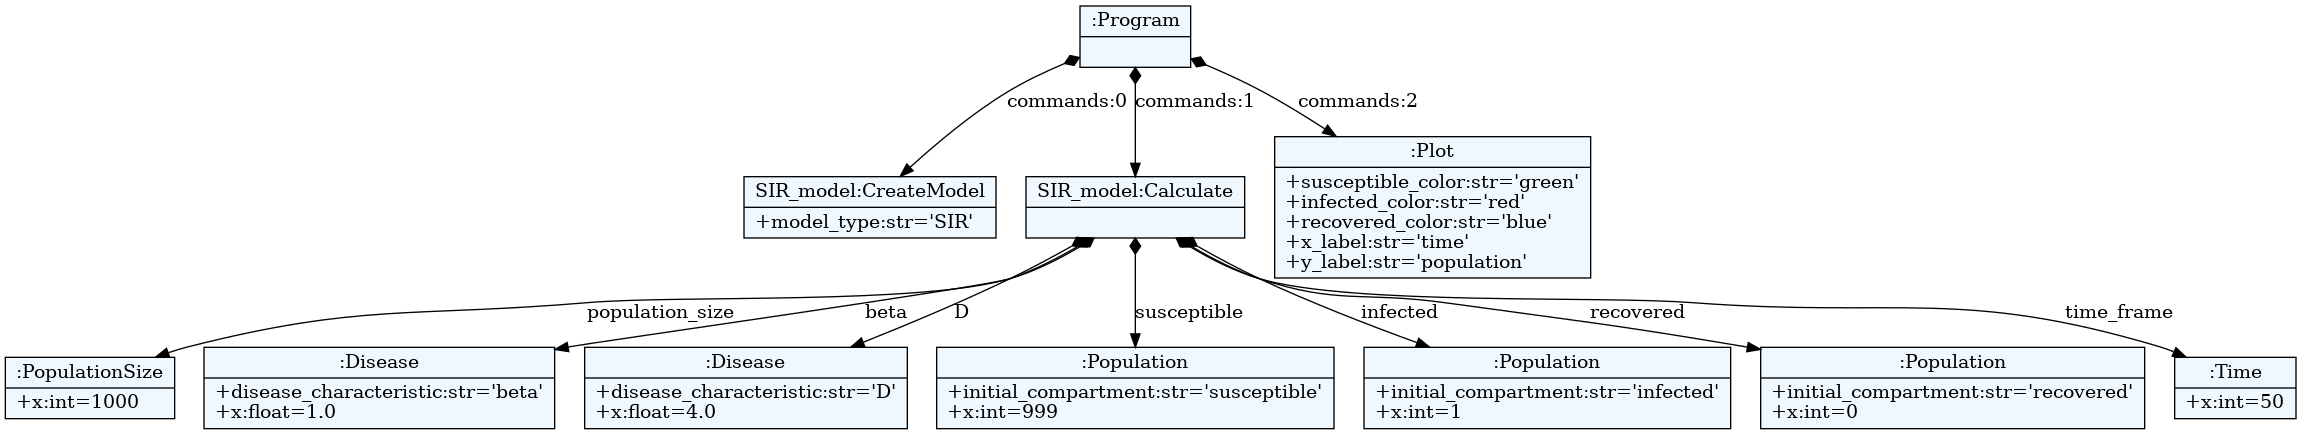 :Program
commands:0
commands:1
commands:2
:Plot
+susceptible_color:str='green'
+infected_color:str='red'
+recovered_color:str='blue'
+x_label:str='time'
+y_label:str='population'
SIR_model:CreateModel
+model_type:str='SIR'
SIR_model:Calculate
population_size
beta
D
susceptible
infected
recovered
time_frame
:PopulationSize
+x:int=1000
:Disease
+disease_characteristic:str='beta'
+x:float=1.0
:Disease
+disease_characteristic:str='D'
+x:float=4.0
:Population
+initial_compartment:str='susceptible'
+x:int=999
:Population
+initial_compartment:str='infected'
+x:int=1
:Population
+initial_compartment:str='recovered'
+x:int=0
:Time
+x:int=50